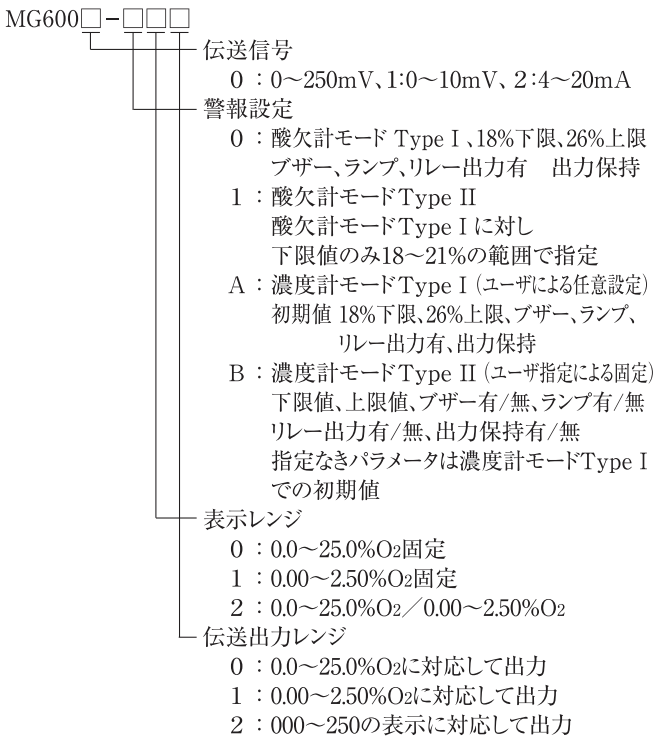 MG600□-□□□
伝送信号
0：0～250mV、1:0～10mV、2:4～20mA
警報設定
0：酸欠計モード Type I、18%下限、26%上限
ブザー、ランプ、リレー出力有　出力保持
1：酸欠計モードType II
酸欠計モードType Iに対し
下限値のみ18～21%の範囲で指定
A：濃度計モードType I（ユーザによる任意設定）
初期値 18%下限、26%上限、ブザー、ランプ、
リレー出力有、出力保持
B：濃度計モードType II（ユーザ指定による固定）
下限値、上限値、ブザー有/無、ランプ有/無
リレー出力有/無、出力保持有/無
指定なきパラメータは濃度計モードType I
での初期値
表示レンジ
0：0.0～25.0%O2固定
1：0.00～2.50%O2固定
2：0.0～25.0%O2／0.00～2.50%O2
伝送出力レンジ
0：0.0～25.0%O2に対応して出力
1：0.00～2.50%O2に対応して出力
2：000～250の表示に対応して出力